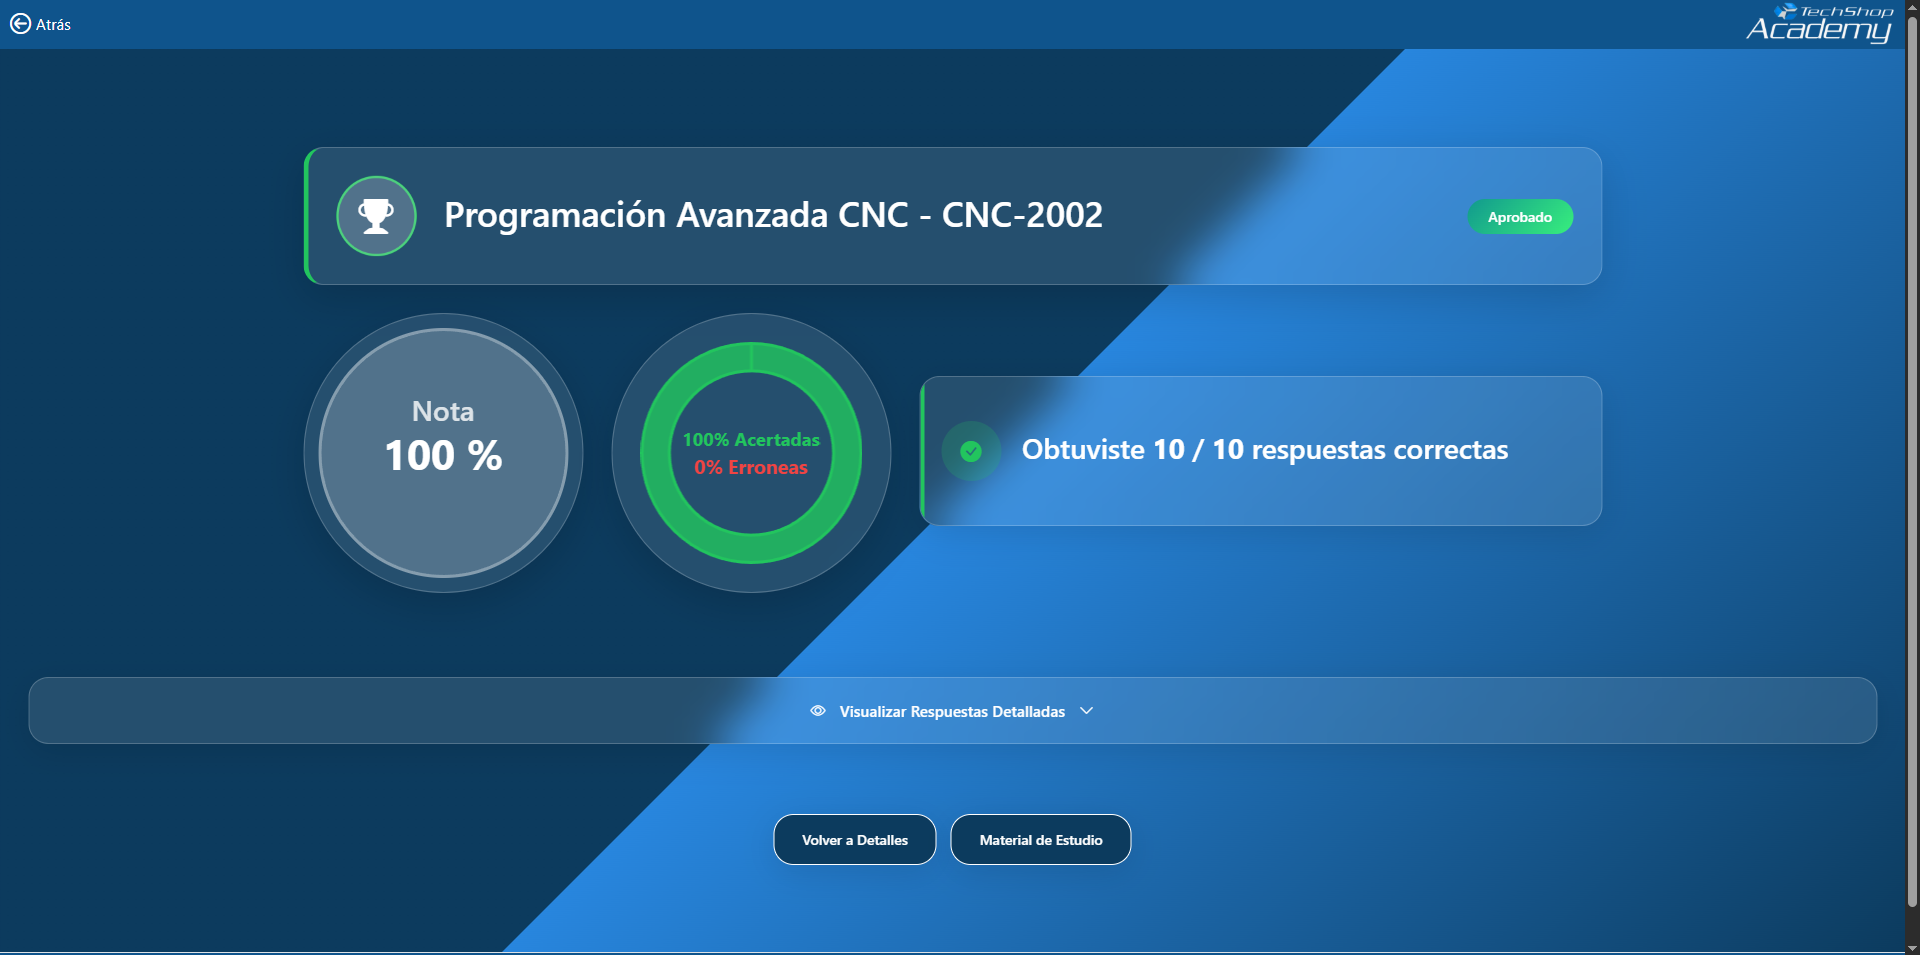 Atrás
TechShop
Academy
Programación Avanzada CNC - CNC-2002
Aprobado
Nota
100 %
100% Acertadas
0% Erroneas
Obtuviste 10 / 10 respuestas correctas
Visualizar Respuestas Detalladas
Volver a Detalles
Material de Estudio